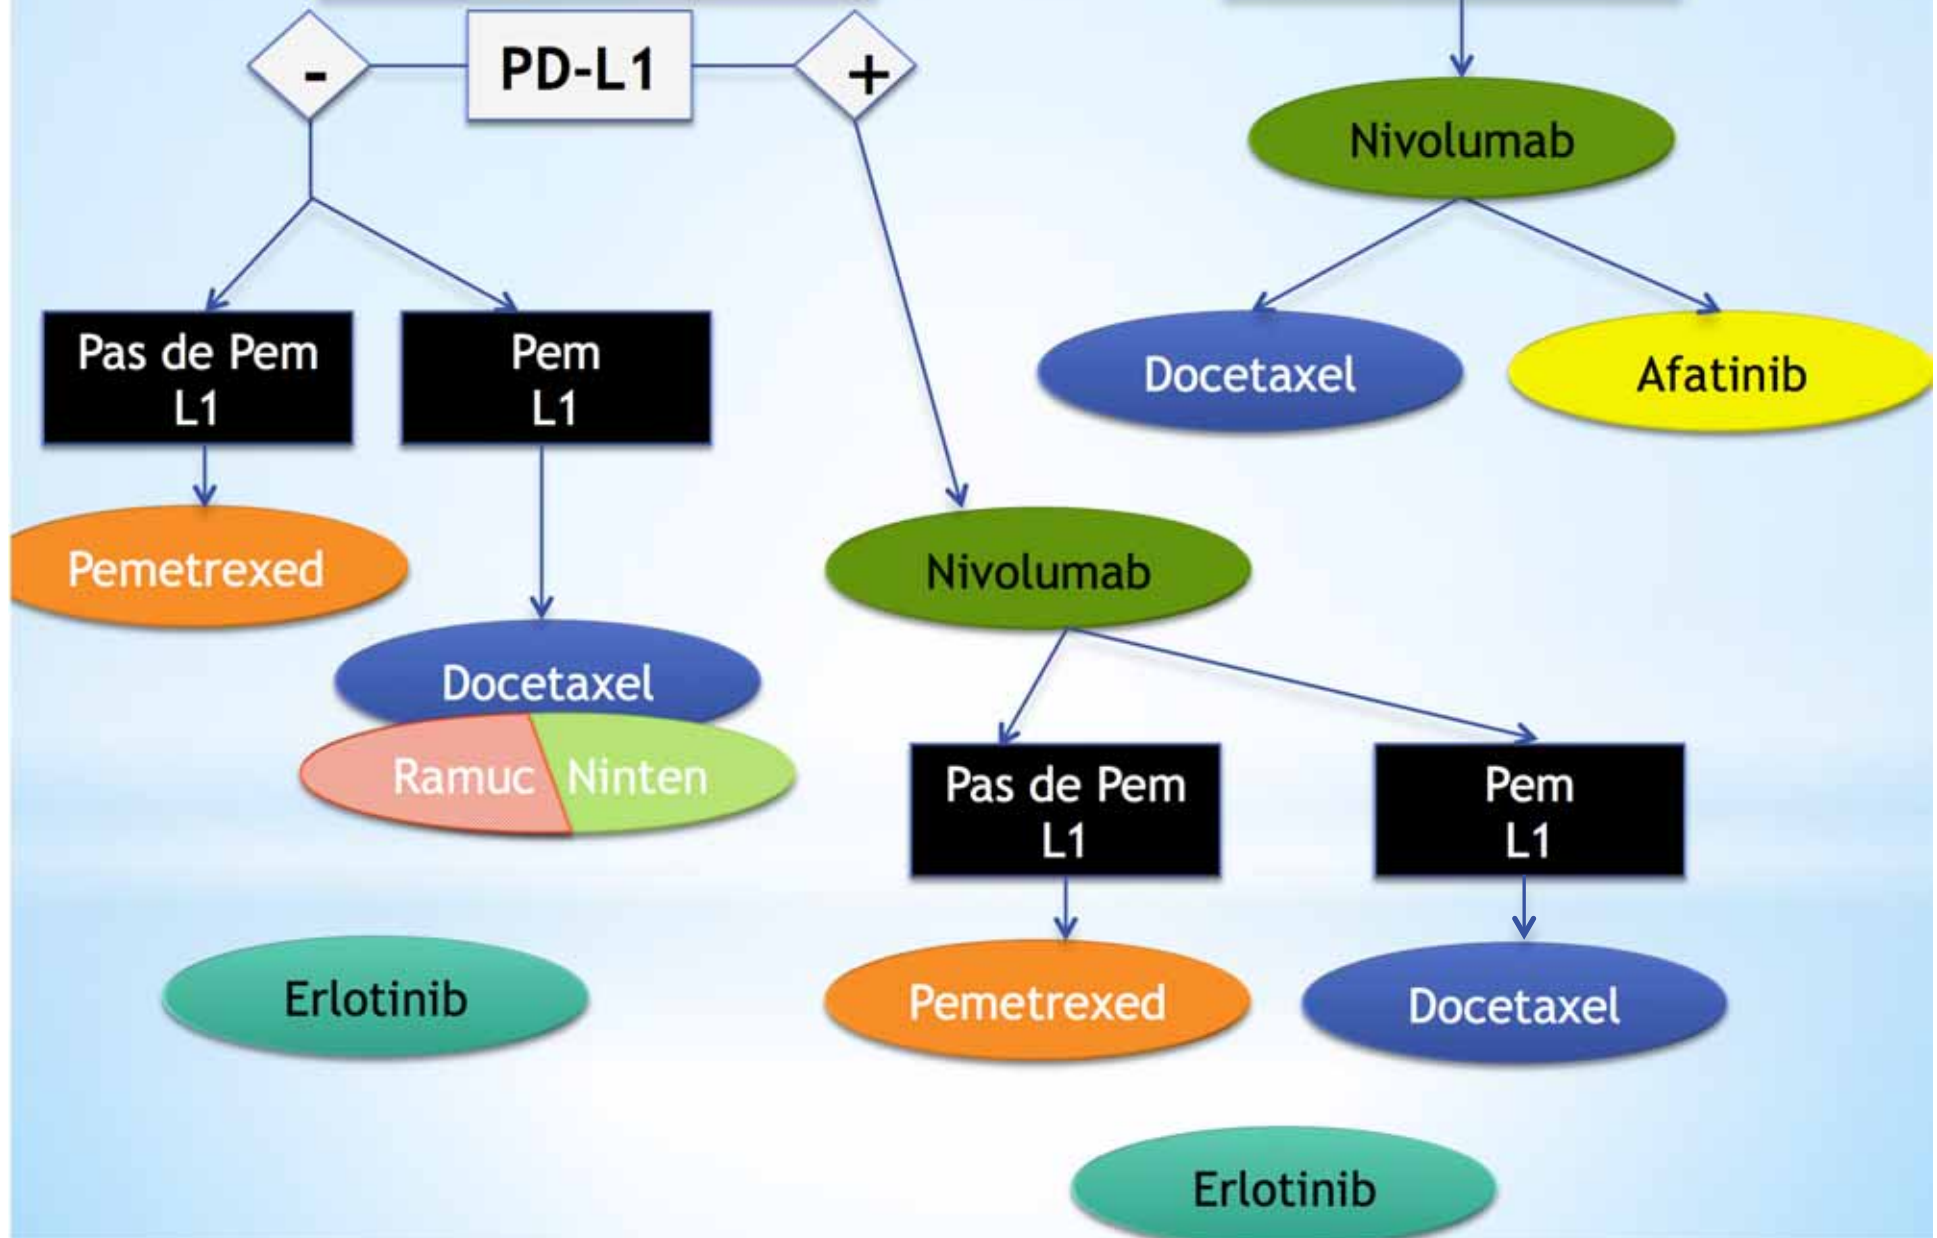 -
PD-L1
+
Nivolumab
Docetaxel
Afatinib
Pas de Pem
L1
Pem
L1
Pemetrexed
Nivolumab
Docetaxel
Ramuc
Ninten
Pas de Pem
L1
Pem
L1
Erlotinib
Pemetrexed
Docetaxel
Erlotinib